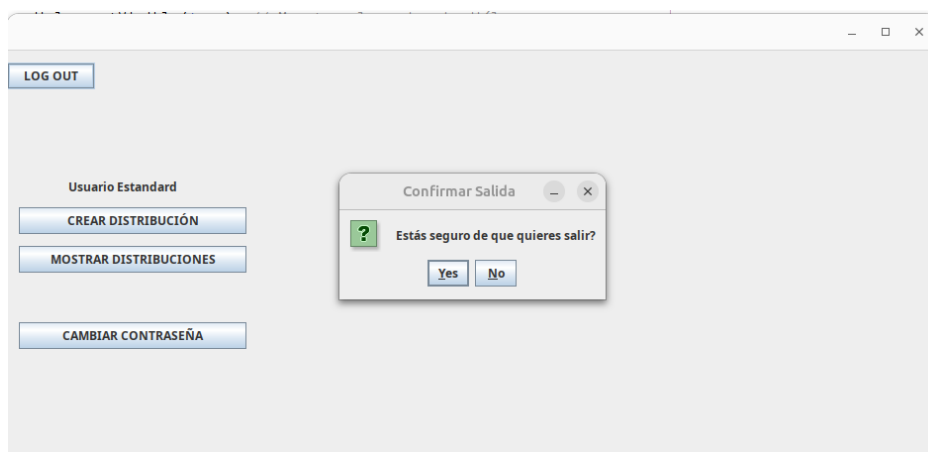 LOG OUT
Usuario Estandard
CREAR DISTRIBUCIÓN
MOSTRAR DISTRIBUCIONES
CAMBIAR CONTRASEÑA
Confirmar Salida
Estás seguro de que quieres salir?
Yes No